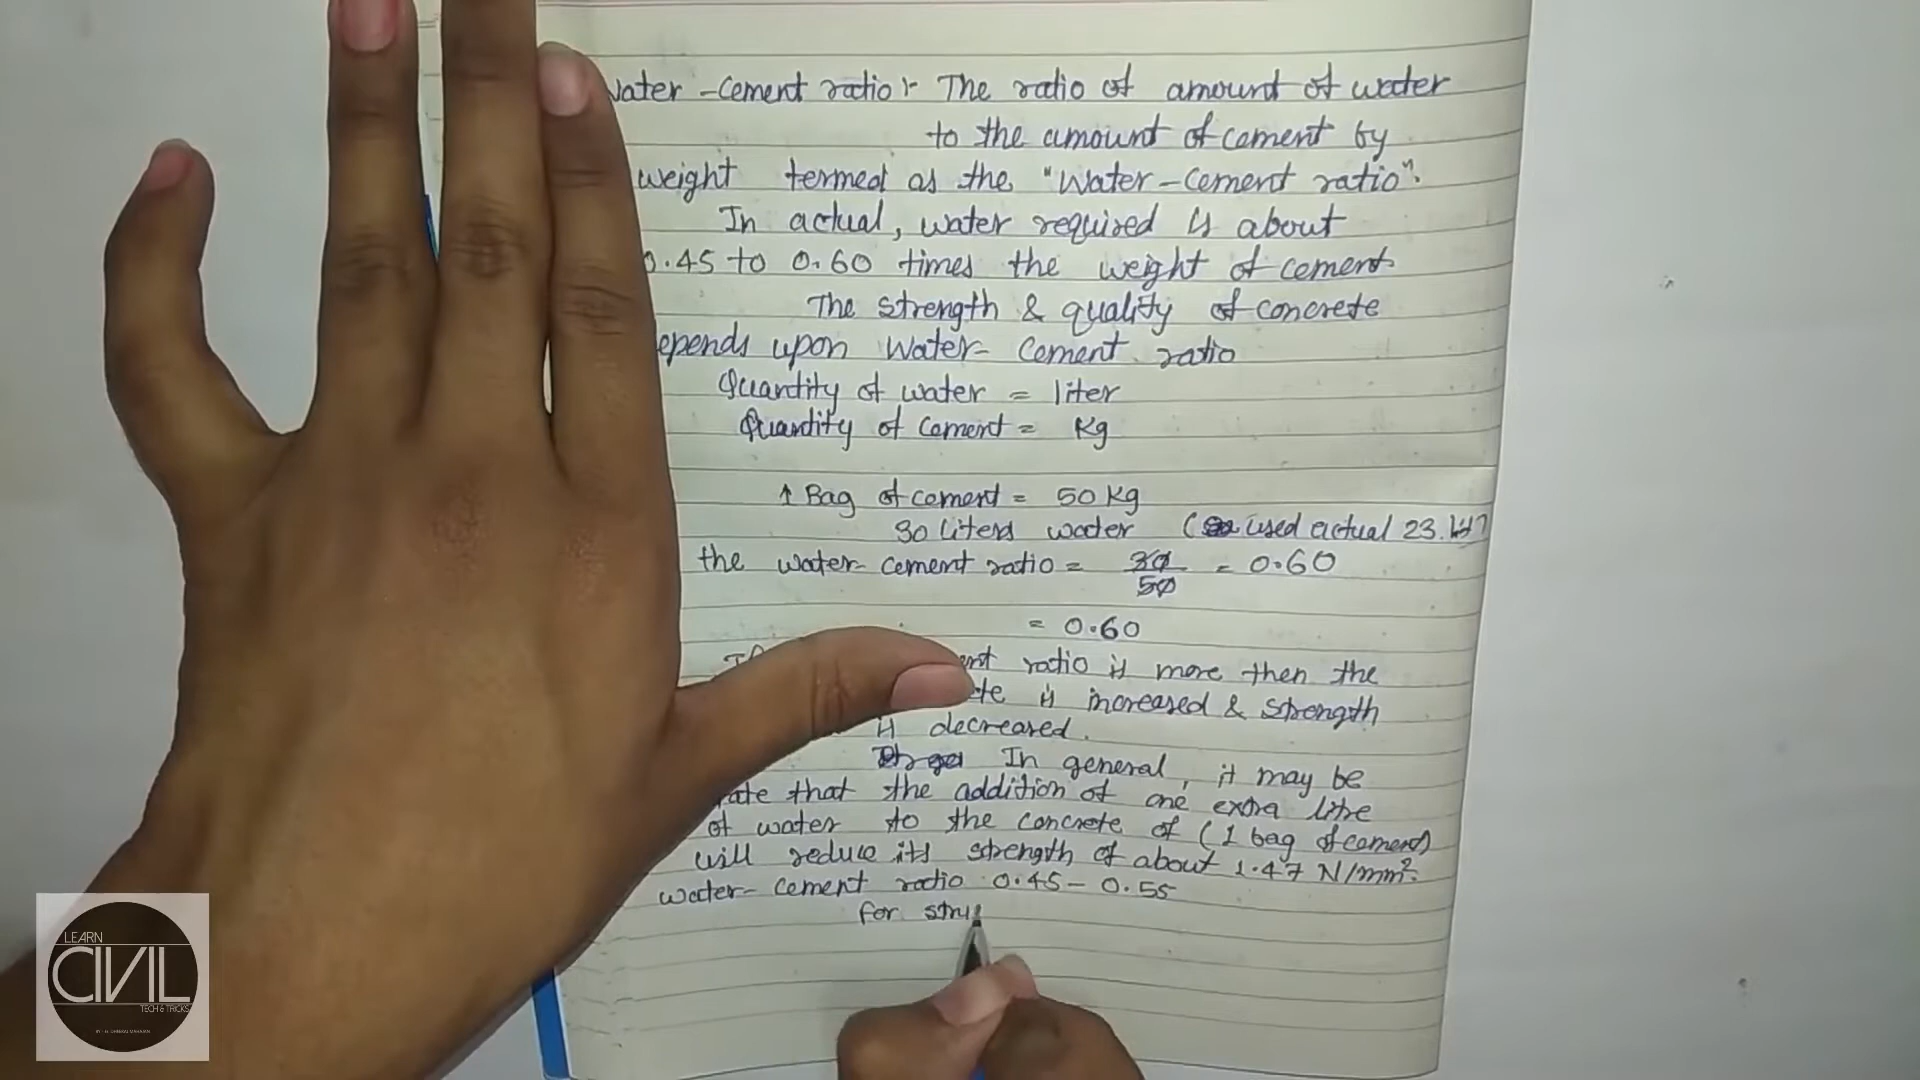 Water - Cement ratio :- The ratio of amount of water
to the amount of cement by
weight termed as the "Water - Cement ratio".
In actual, water required is about
0.45 to 0.60 times the weight of cement
The strength & quality of concrete
epends upon Water - Cement ratio
Quantity of water = liter
Quantity of Cement = Kg
1 Bag of cement = 50 Kg
30 liters water ( used actual 23.
the water - cement ratio = 30/50 = 0.60
= 0.60
ratio is more then the
is increased & strength
is decreased.
In general, it may be
that the addition of one extra litre
of water to the concrete of (1 bag of cement)
will reduce its strength of about 1.47 N/mm².
water - cement ratio 0.45 - 0.55
for stru
LEARN
CIVIL
TECH & TRICKS